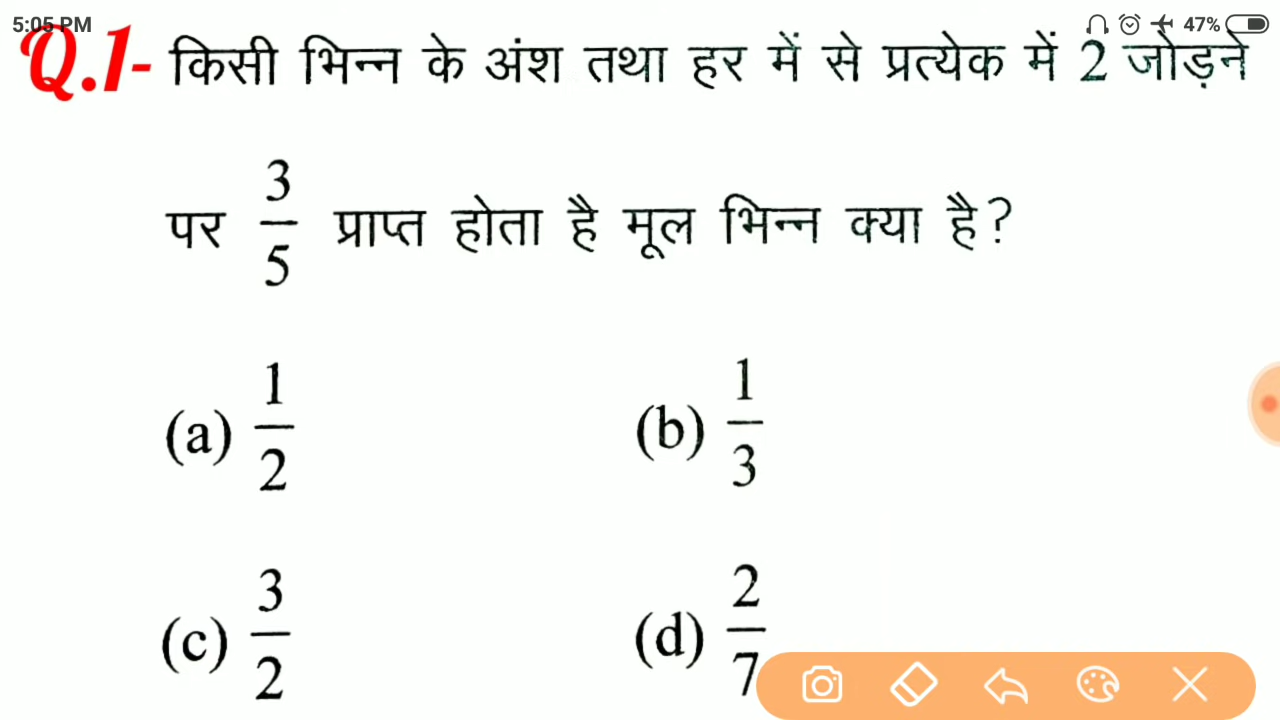 5:05 PM 47%
Q.1- किसी भिन्न के अंश तथा हर में से प्रत्येक में 2 जोड़ने
पर 3/5 प्राप्त होता है मूल भिन्न क्या है?
(a) 1/2 (b) 1/3
(c) 3/2 (d) 2/7